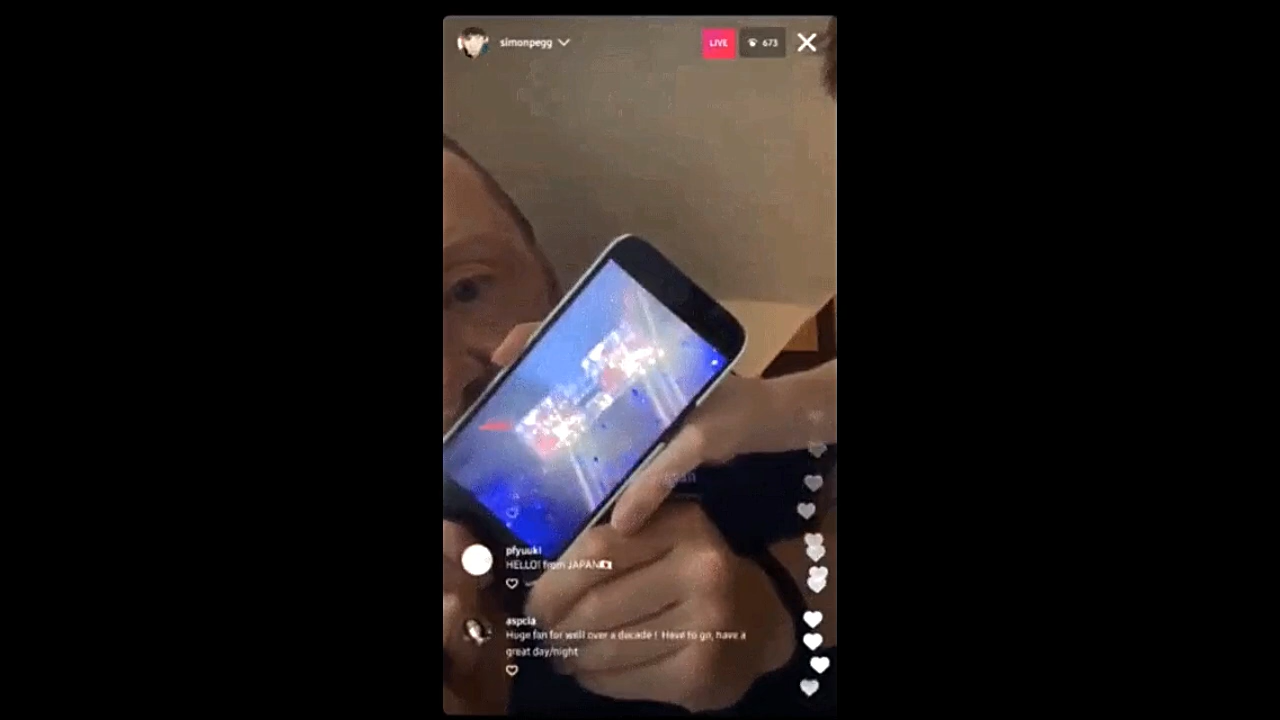 simonpegg
LIVE
673
pfyuuki
HELLO! from JAPAN🇯🇵
aspcia
Huge fan for well over a decade ! Have to go, have a
great day/night